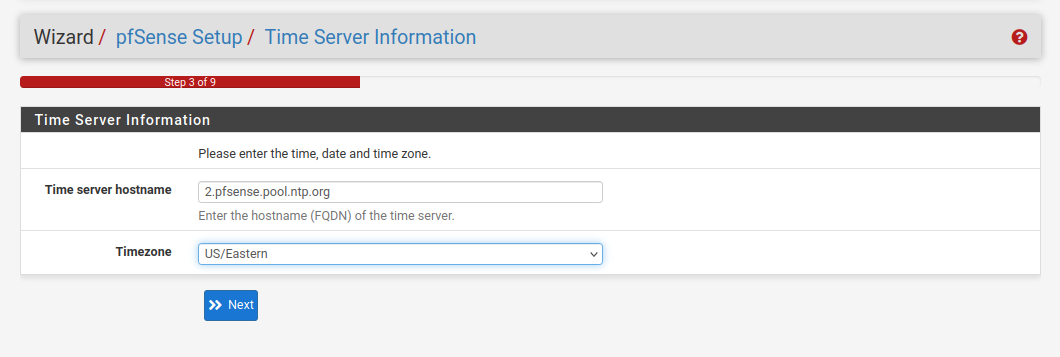 Wizard / pfSense Setup / Time Server Information
Step 3 of 9
Time Server Information
Please enter the time, date and time zone.
Time server hostname 2.pfsense.pool.ntp.org
Enter the hostname (FQDN) of the time server.
Timezone US/Eastern
Next